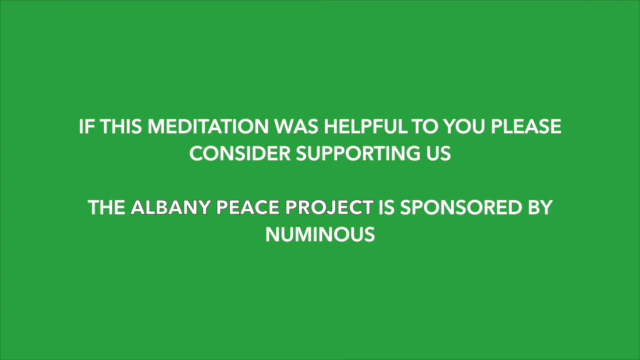 IF THIS MEDITATION WAS HELPFUL TO YOU PLEASE
CONSIDER SUPPORTING US
THE ALBANY PEACE PROJECT IS SPONSORED BY
NUMINOUS